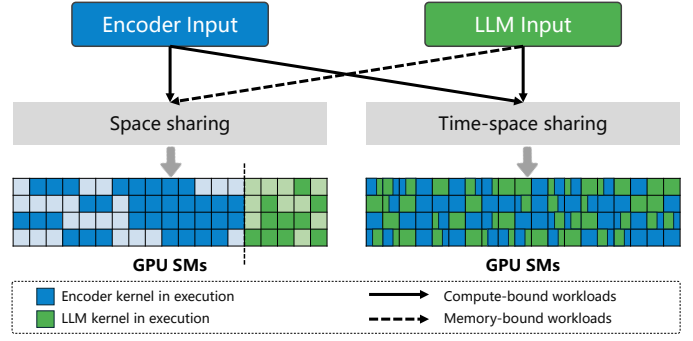 Encoder Input
LLM Input
Space sharing
Time-space sharing
GPU SMs
GPU SMs
Encoder kernel in execution
Compute-bound workloads
LLM kernel in execution
Memory-bound workloads